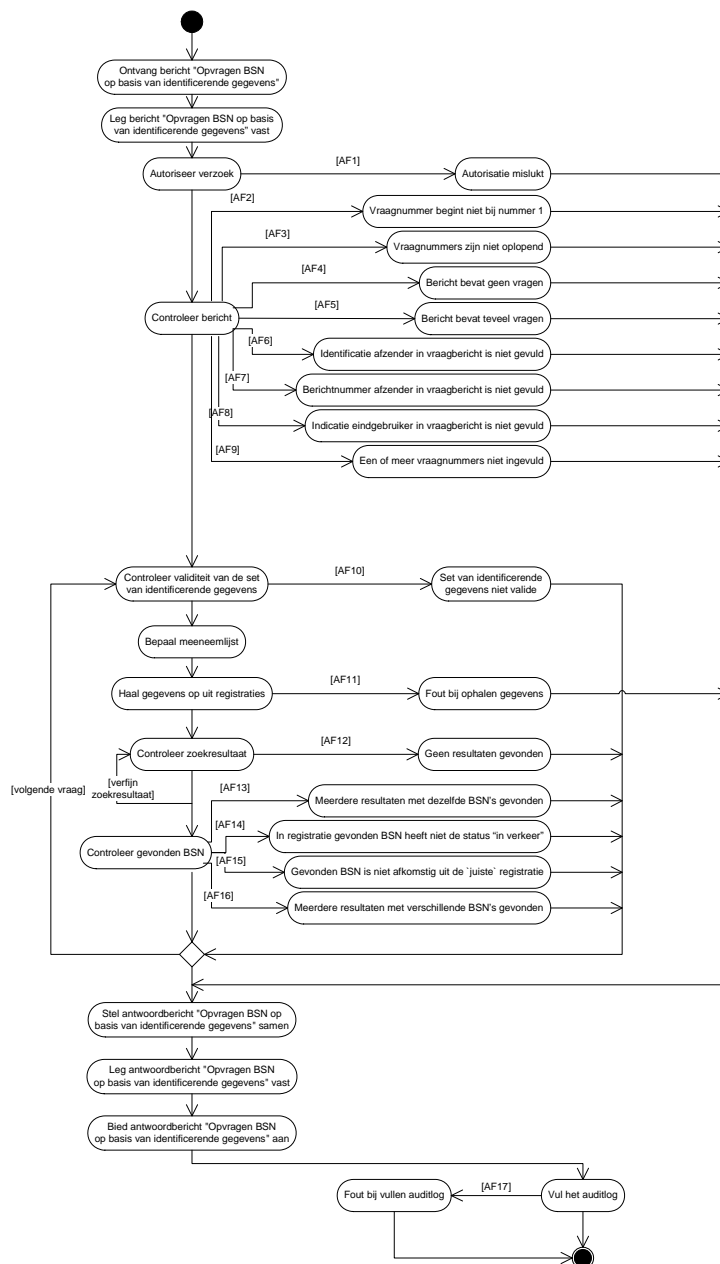 Ontvang bericht "Opvragen BSN
op basis van identificerende gegevens"
Leg bericht "Opvragen BSN op basis
van identificerende gegevens" vast
Autoriseer verzoek
[AF1]
Autorisatie mislukt
[AF2]
Vraagnummer begint niet bij nummer 1
[AF3]
Vraagnummers zijn niet oplopend
[AF4]
Bericht bevat geen vragen
Controleer bericht
[AF5]
Bericht bevat teveel vragen
[AF6]
Identificatie afzender in vraagbericht is niet gevuld
[AF7]
Berichtnummer afzender in vraagbericht is niet gevuld
[AF8]
Indicatie eindgebruiker in vraagbericht is niet gevuld
[AF9]
Een of meer vraagnummers niet ingevuld
Controleer validiteit van de set
van identificerende gegevens
[AF10]
Set van identificerende
gegevens niet valide
Bepaal meeneemlijst
Haal gegevens op uit registraties
[AF11]
Fout bij ophalen gegevens
Controleer zoekresultaat
[AF12]
Geen resultaten gevonden
[volgende vraag]
[verfijn
zoekresultaat]
[AF13]
Meerdere resultaten met dezelfde BSN's gevonden
[AF14]
In registratie gevonden BSN heeft niet de status “in verkeer”
Controleer gevonden BSN
[AF15]
Gevonden BSN is niet afkomstig uit de `juiste` registratie
[AF16]
Meerdere resultaten met verschillende BSN's gevonden
Stel antwoordbericht "Opvragen BSN op
basis van identificerende gegevens" samen
Leg antwoordbericht "Opvragen BSN
op basis van identificerende gegevens" vast
Bied antwoordbericht "Opvragen BSN
op basis van identificerende gegevens" aan
Fout bij vullen auditlog
[AF17]
Vul het auditlog